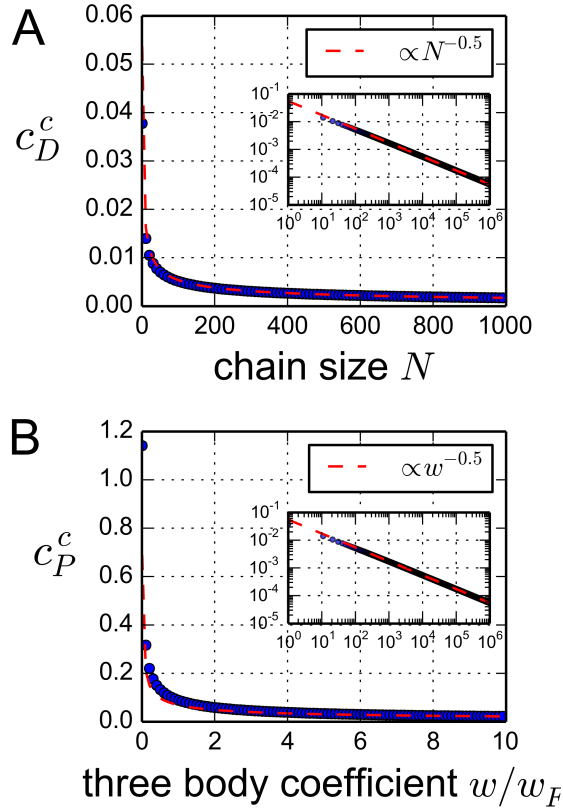 A
0.06
0.05
0.04
0.03
0.02
0.01
0.00
c_D^c
∝N^{-0.5}
10^{-1}
10^{-2}
10^{-3}
10^{-4}
10^{-5}
10^0 10^1 10^2 10^3 10^4 10^5 10^6
0 200 400 600 800 1000
chain size N
B
1.2
1.0
0.8
0.6
0.4
0.2
0.0
c_P^c
∝w^{-0.5}
10^{-1}
10^{-2}
10^{-3}
10^{-4}
10^{-5}
10^0 10^1 10^2 10^3 10^4 10^5 10^6
0 2 4 6 8 10
three body coefficient w/w_F